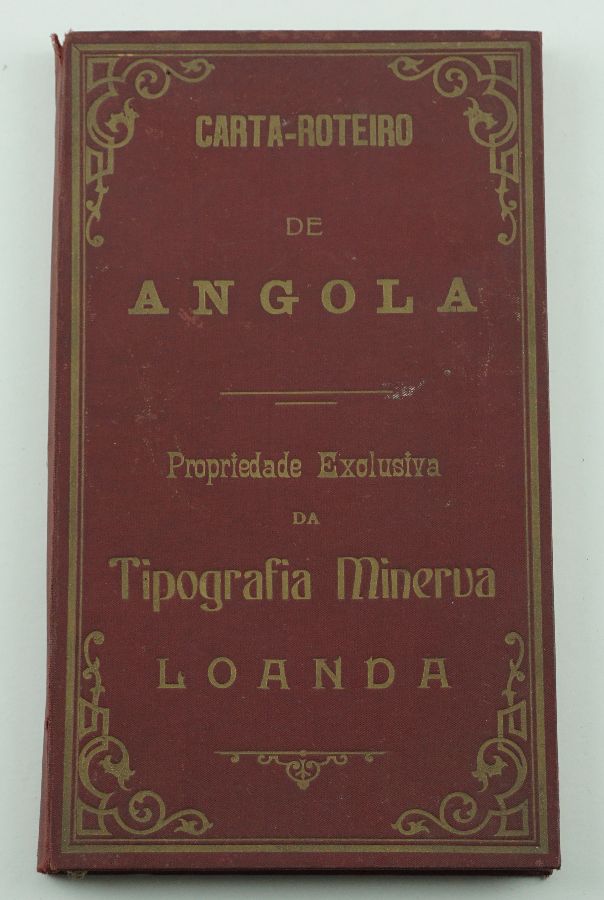 CARTA-ROTEIRO
DE
ANGOLA
Propriedade Exclusiva
DA
Tipografia Minerva
LOANDA